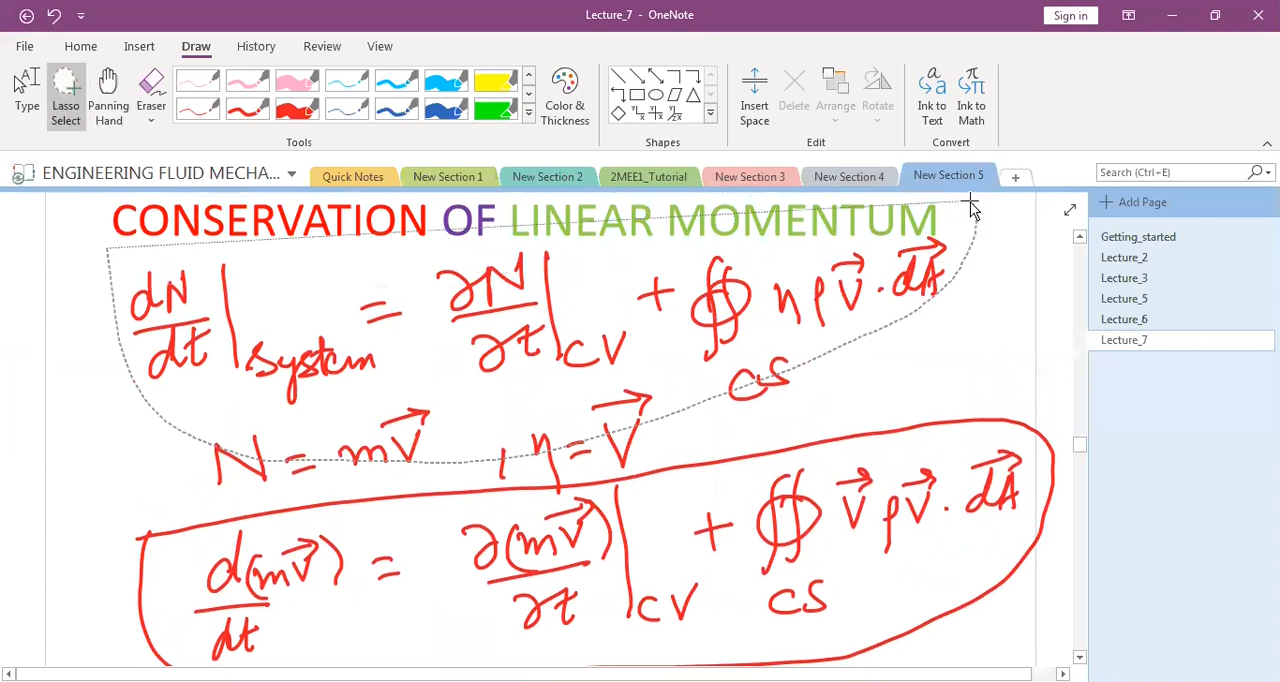 Lecture_7 - OneNote
Sign in
File Home Insert Draw History Review View
Type
Lasso Select
Panning Hand
Eraser
Color & Thickness
Insert Space
Delete
Arrange
Rotate
Ink to Text
Ink to Math
Tools
Shapes
Edit
Convert
ENGINEERING FLUID MECHA...
Quick Notes
New Section 1
New Section 2
2MEE1_Tutorial
New Section 3
New Section 4
New Section 5
Search (Ctrl+E)
Add Page
Getting_started
Lecture_2
Lecture_3
Lecture_5
Lecture_6
Lecture_7
CONSERVATION OF LINEAR MOMENTUM
dN/dt|system = ∂N/∂t|CV + ∯CS η ρ V⃗ · dA⃗
N = mV⃗ , η = V⃗
d(mV⃗)/dt = ∂(mV⃗)/∂t|CV + ∯CS V⃗ ρ V⃗ · dA⃗